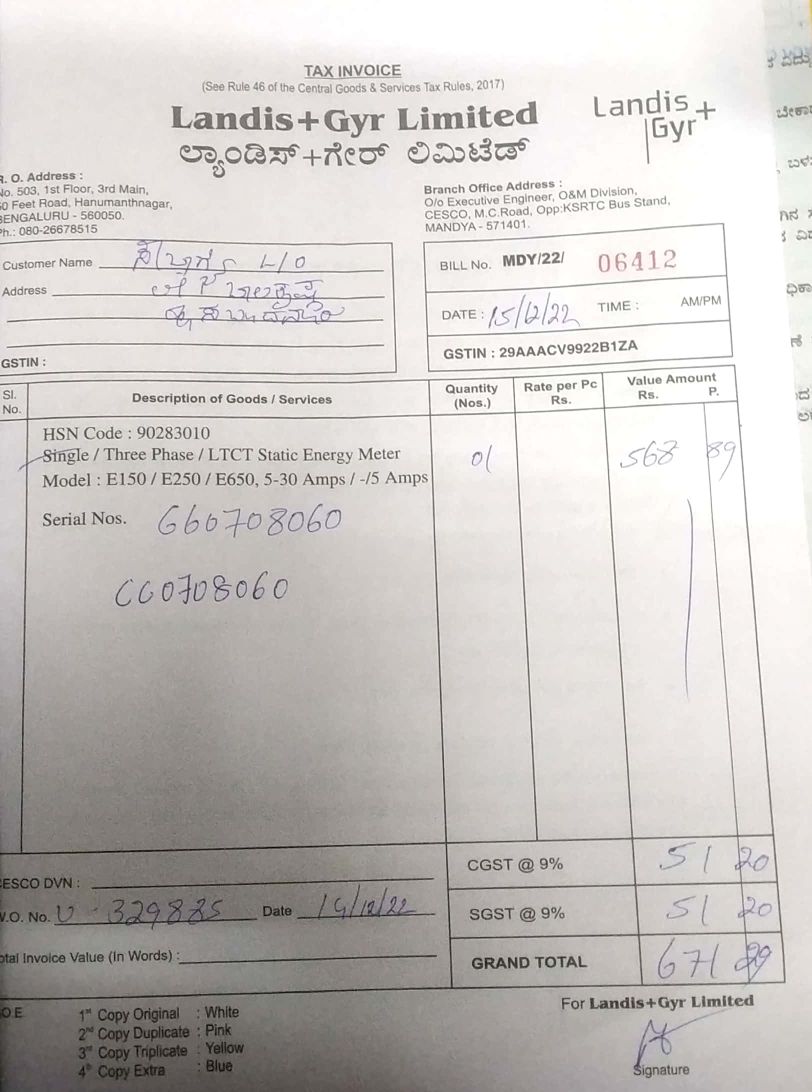 TAX INVOICE
(See Rule 46 of the Central Goods & Services Tax Rules, 2017)
Landis+Gyr Limited
ಲ್ಯಾಂಡಿಸ್+ಗೇರ್ ಲಿಮಿಟೆಡ್
Landis+
Gyr
R. O. Address :
No. 503, 1st Floor, 3rd Main,
50 Feet Road, Hanumanthnagar,
BENGALURU - 560050.
Ph.: 080-26678515
Branch Office Address :
O/o Executive Engineer, O&M Division,
CESCO, M.C.Road, Opp:KSRTC Bus Stand,
MANDYA - 571401.
Customer Name L/O
Address
GSTIN :
BILL No. MDY/22/ 06412
DATE : 15/12/22 TIME : AM/PM
GSTIN : 29AAACV9922B1ZA
Sl. No. Description of Goods / Services Quantity (Nos.) Rate per Pc Rs. Value Amount Rs. P.
HSN Code : 90283010
Single / Three Phase / LTCT Static Energy Meter 01 568 89
Model : E150 / E250 / E650, 5-30 Amps / -/5 Amps
Serial Nos. G60708060
CG0708060
CGST @ 9% 51 20
CESCO DVN :
W.O. No. U - 329885 Date 14/12/22
SGST @ 9% 51 20
Total Invoice Value (In Words) :
GRAND TOTAL 671 29
O.E
1st Copy Original : White
2nd Copy Duplicate : Pink
3rd Copy Triplicate : Yellow
4th Copy Extra : Blue
For Landis+Gyr Limited
Signature